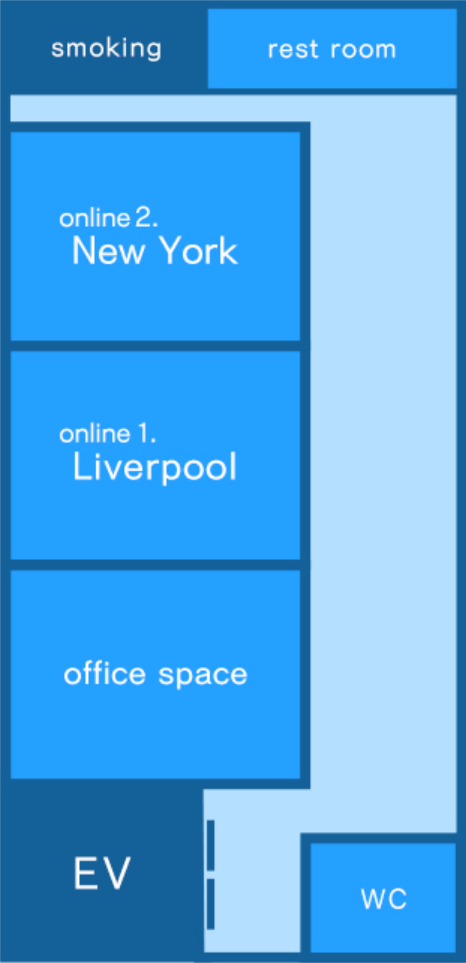 smoking
rest room
online 2.
New York
online 1.
Liverpool
office space
EV
WC